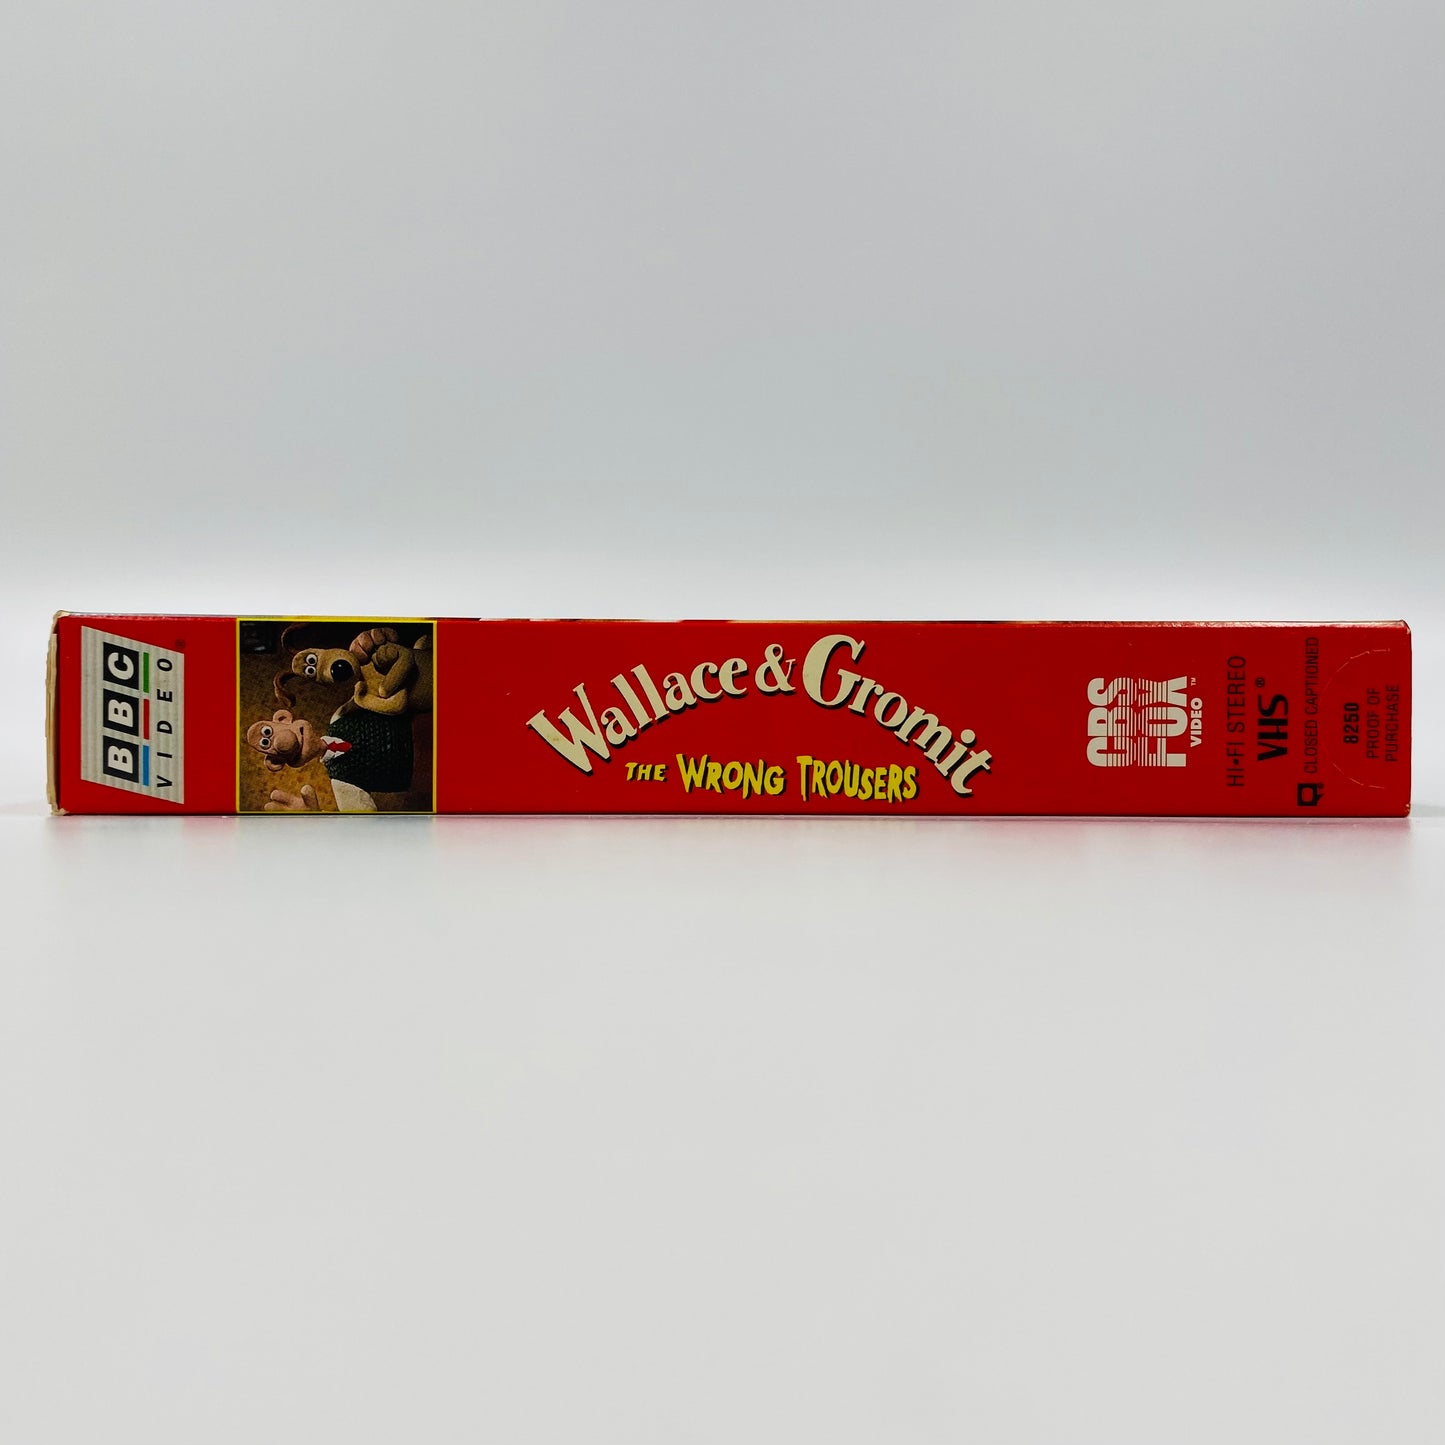 BBC
VIDEO®
Wallace & Gromit
THE WRONG TROUSERS
CBS
FOX
VIDEO™
HI-FI STEREO
VHS®
CLOSED CAPTIONED
8250
PROOF OF
PURCHASE